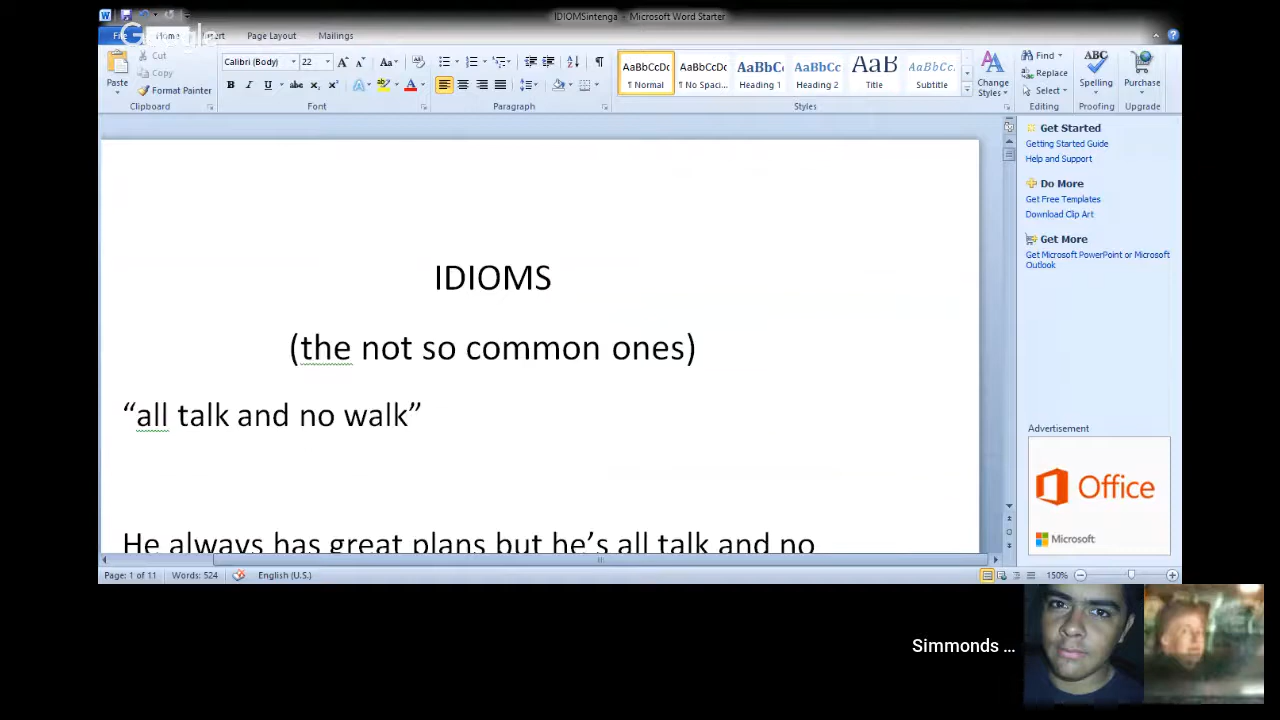 IDIOMSintenga - Microsoft Word Starter
Google
File
Home
Page Layout
Mailings
Paste
Cut
Copy
Format Painter
Clipboard
Calibri (Body)
22
Font
Paragraph
AaBbCcDc
¶ Normal
AaBbCcDc
¶ No Spaci...
AaBbC
Heading 1
AaBbCc
Heading 2
AaB
Title
AaBbCc.
Subtitle
Styles
Change
Styles
Find
Replace
Select
Editing
ABC
Spelling
Proofing
Purchase
Upgrade
Get Started
Getting Started Guide
Help and Support
Do More
Get Free Templates
Download Clip Art
Get More
Get Microsoft PowerPoint or Microsoft
Outlook
IDIOMS
(the not so common ones)
“all talk and no walk”
He always has great plans but he’s all talk and no
Advertisement
Office
Microsoft
Page: 1 of 11
Words: 524
English (U.S.)
150%
Simmonds ...